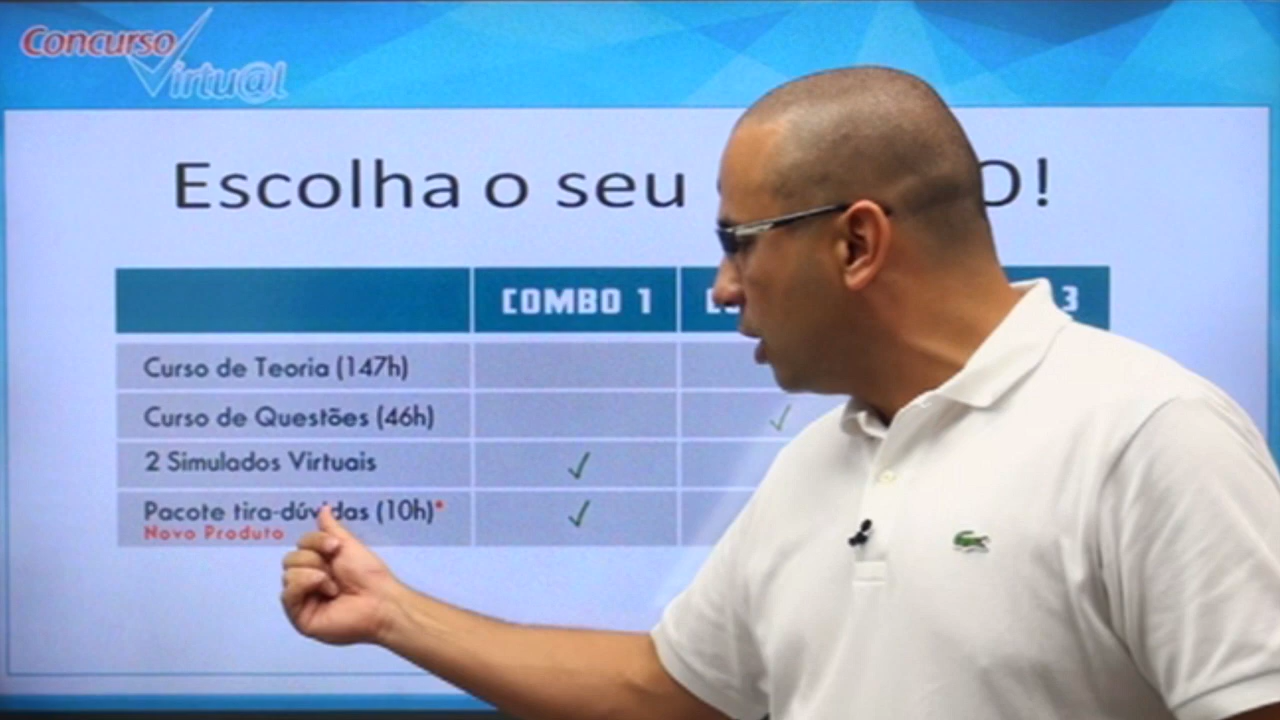 Concurso
Virtu@l
Escolha o seu O!
COMBO 1 3
Curso de Teoria (147h)
Curso de Questões (46h)
2 Simulados Virtuais
Pacote tira-dúvidas (10h)*
Novo Produto